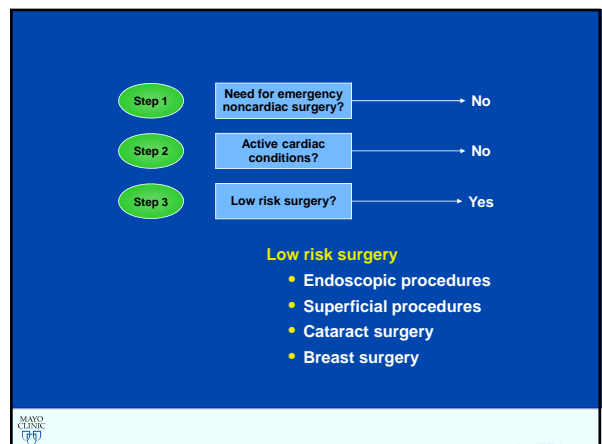 Step 1
Need for emergency
noncardiac surgery?
No
Step 2
Active cardiac
conditions?
No
Step 3
Low risk surgery?
Yes
Low risk surgery
• Endoscopic procedures
• Superficial procedures
• Cataract surgery
• Breast surgery
MAYO
CLINIC